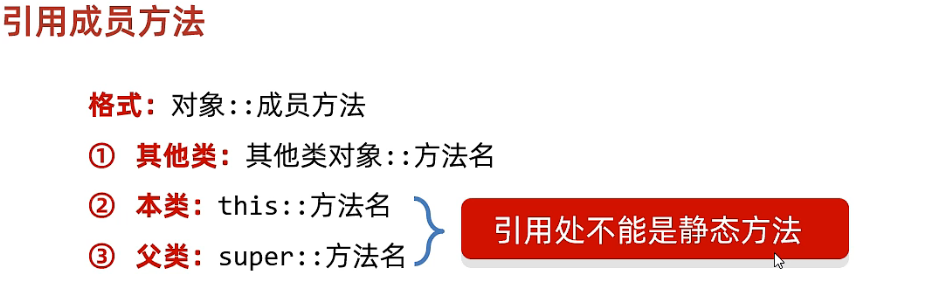 引用成员方法
格式：对象::成员方法
① 其他类：其他类对象::方法名
② 本类：this::方法名
③ 父类：super::方法名
引用处不能是静态方法